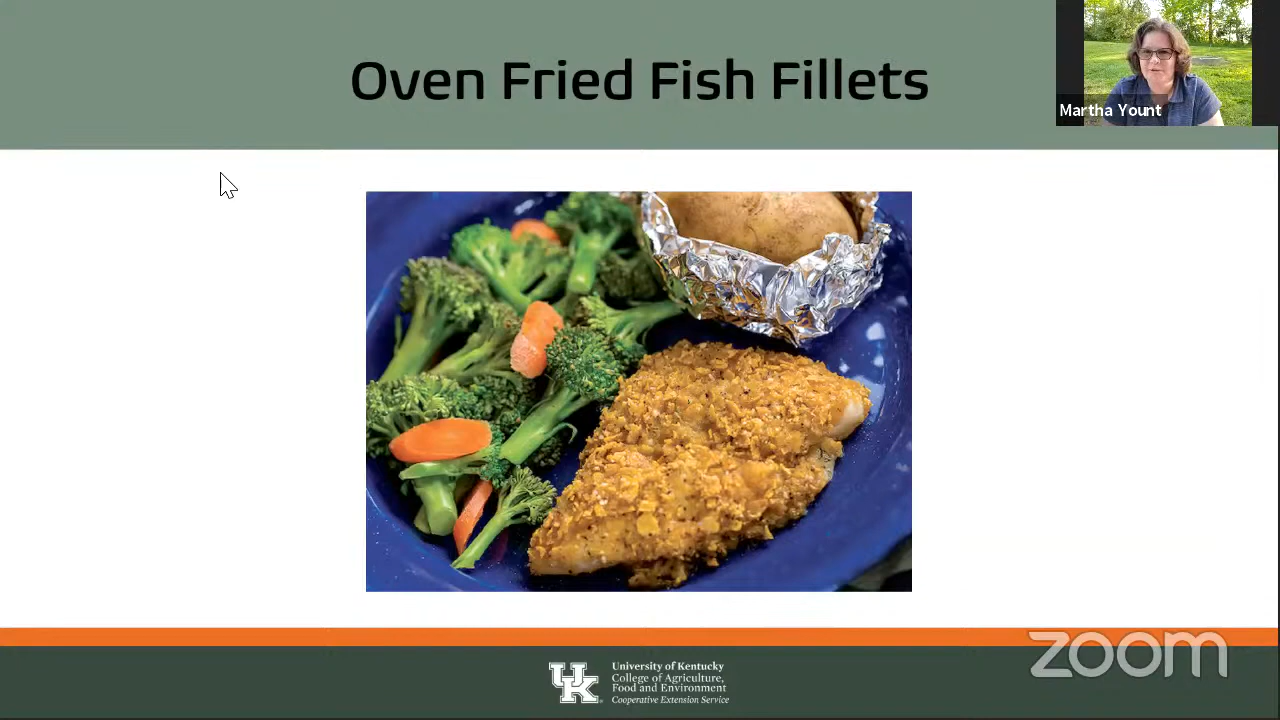 Oven Fried Fish Fillets
Martha Yount
zoom
UK
University of Kentucky
College of Agriculture,
Food and Environment
Cooperative Extension Service